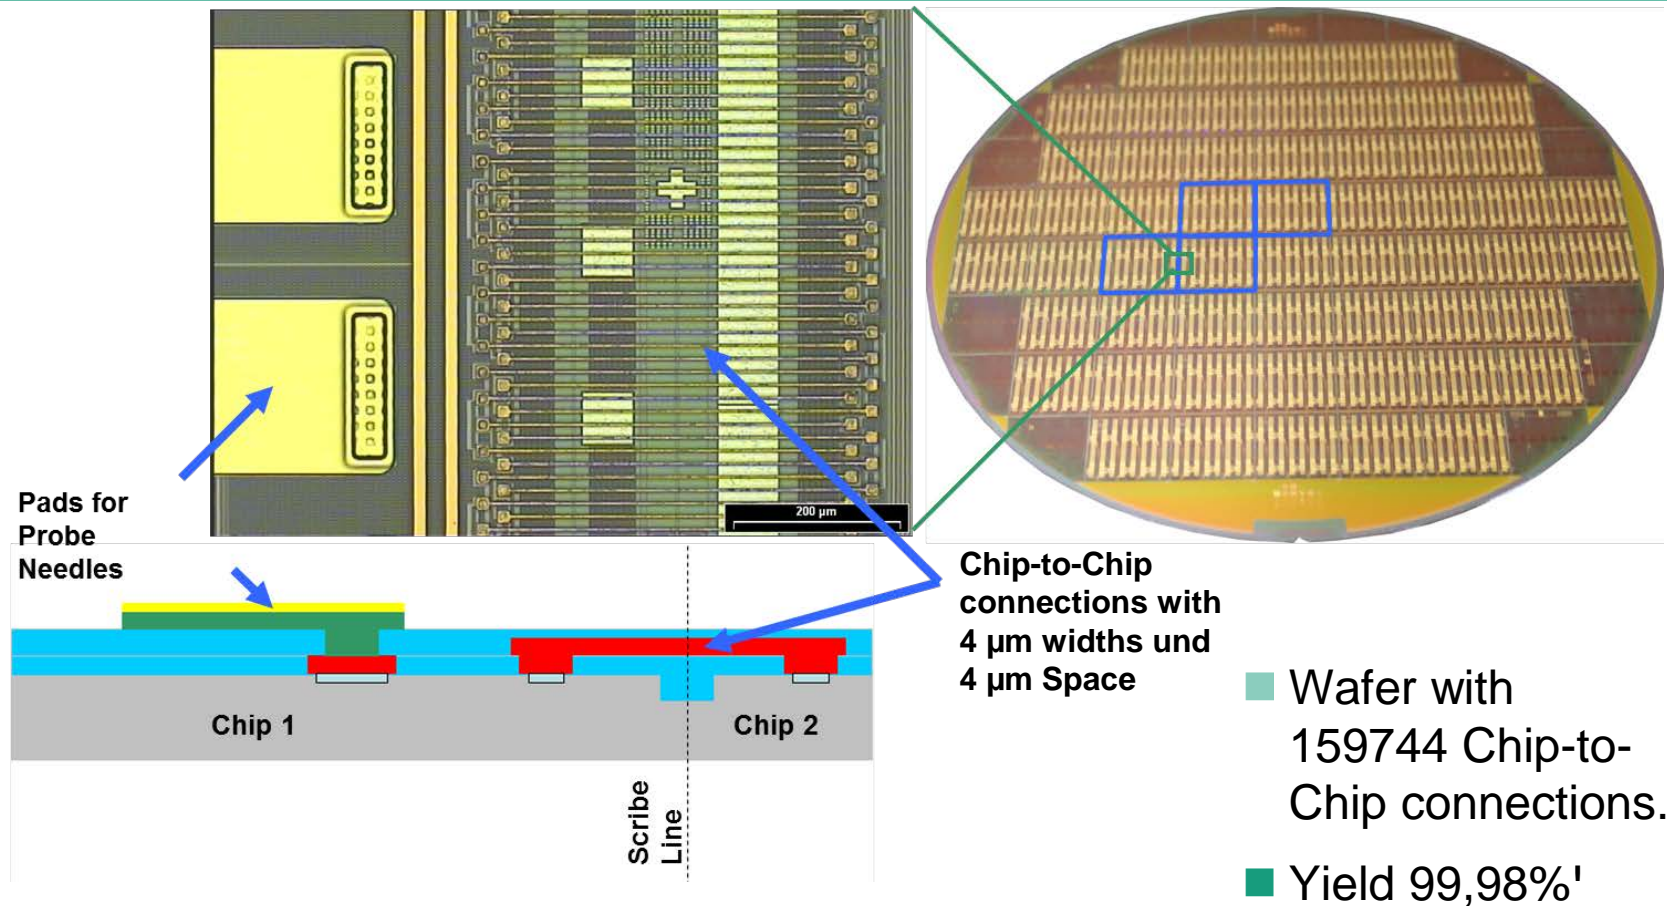 200 µm
Pads for
Probe
Needles
Chip-to-Chip
connections with
4 µm widths und
4 µm Space
Chip 1
Chip 2
Scribe
Line
Wafer with
159744 Chip-to-
Chip connections.
Yield 99,98%'